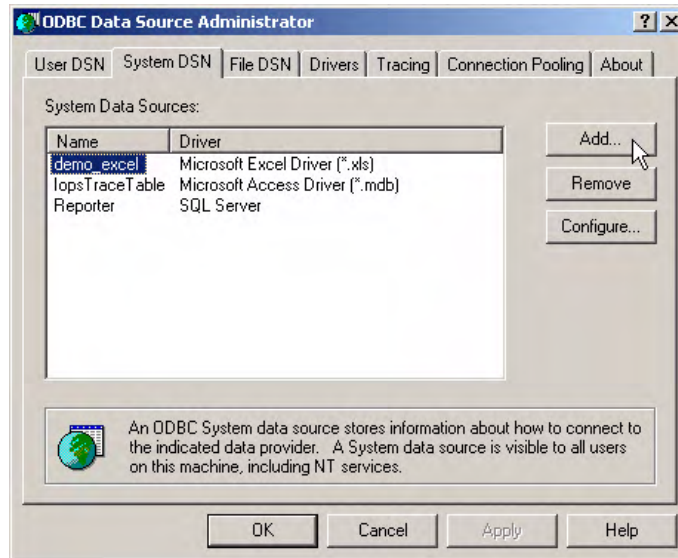 ODBC Data Source Administrator
User DSN System DSN File DSN Drivers Tracing Connection Pooling About
System Data Sources:
Name Driver
demo_excel Microsoft Excel Driver (*.xls)
IopsTraceTable Microsoft Access Driver (*.mdb)
Reporter SQL Server
Add...
Remove
Configure...
An ODBC System data source stores information about how to connect to
the indicated data provider. A System data source is visible to all users
on this machine, including NT services.
OK Cancel Apply Help